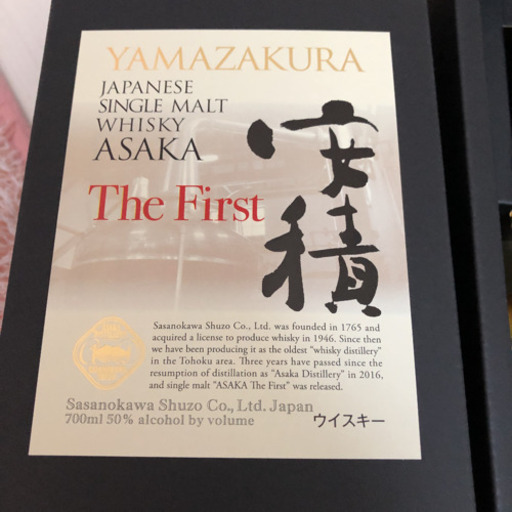 YAMAZAKURA
JAPANESE
SINGLE MALT
WHISKY
ASAKA
The First
安積
Sasanokawa Shuzo Co., Ltd. was founded in 1765 and
acquired a license to produce whisky in 1946. Since then
we have been producing it as the oldest "whisky distillery"
in the Tohoku area. Three years have passed since the
resumption of distillation as "Asaka Distillery" in 2016,
and single malt "ASAKA The First" was released.
Sasanokawa Shuzo Co., Ltd. Japan
700ml 50% alcohol by volume
ウイスキー